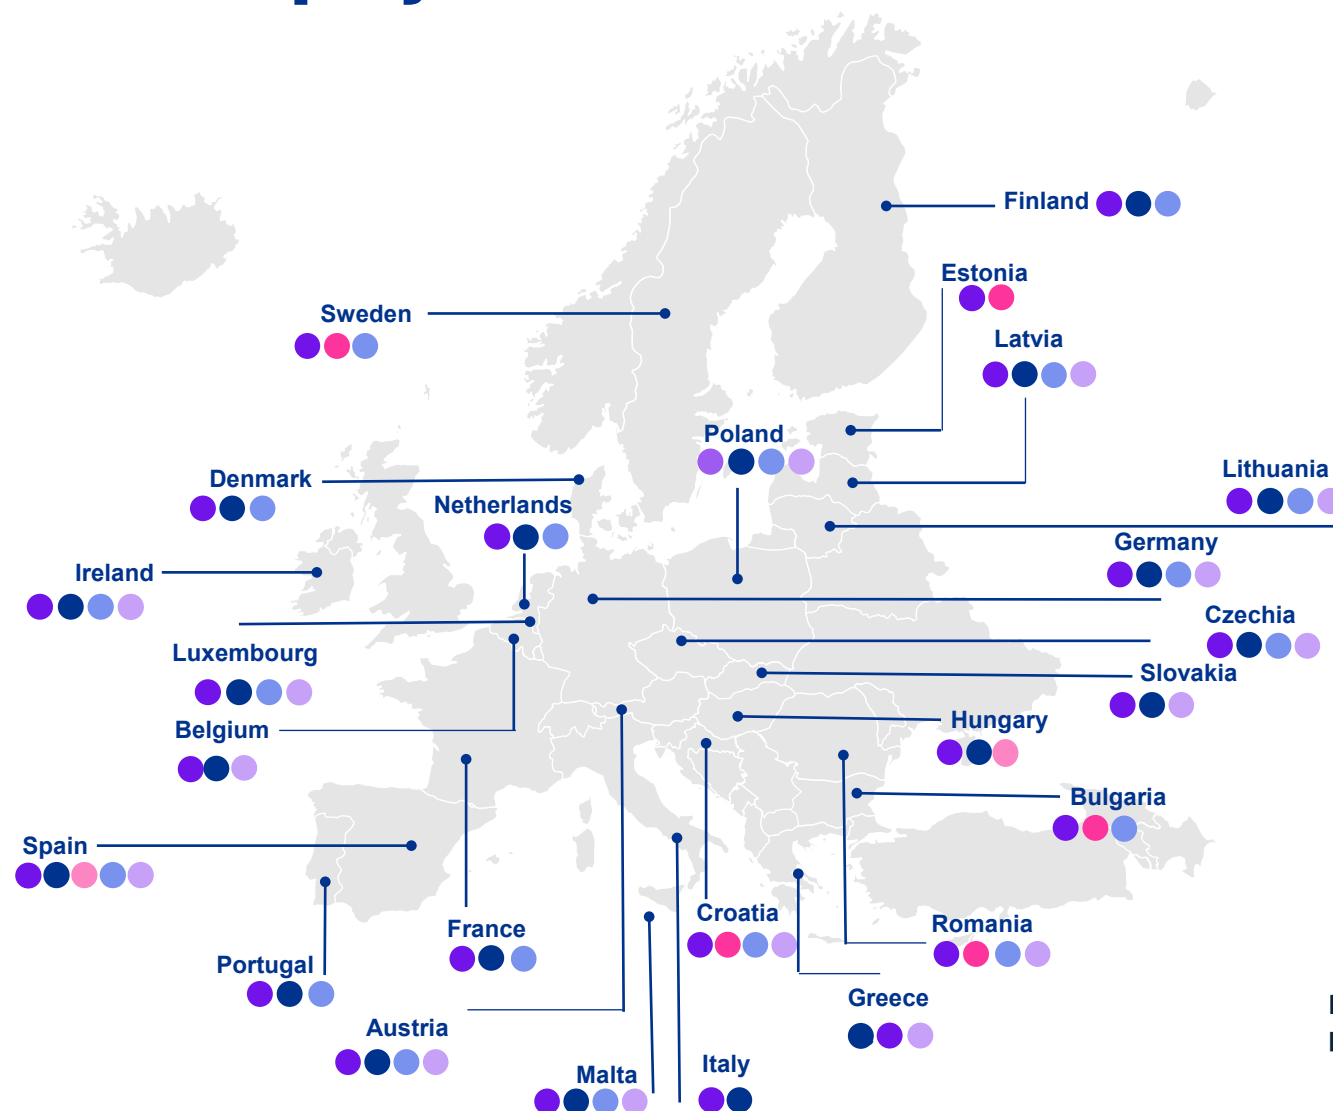 Finland
Estonia
Sweden
Latvia
Poland
Lithuania
Denmark
Netherlands
Germany
Ireland
Czechia
Luxembourg
Slovakia
Belgium
Hungary
Bulgaria
Spain
Croatia
France
Romania
Portugal
Greece
Austria
Italy
Malta